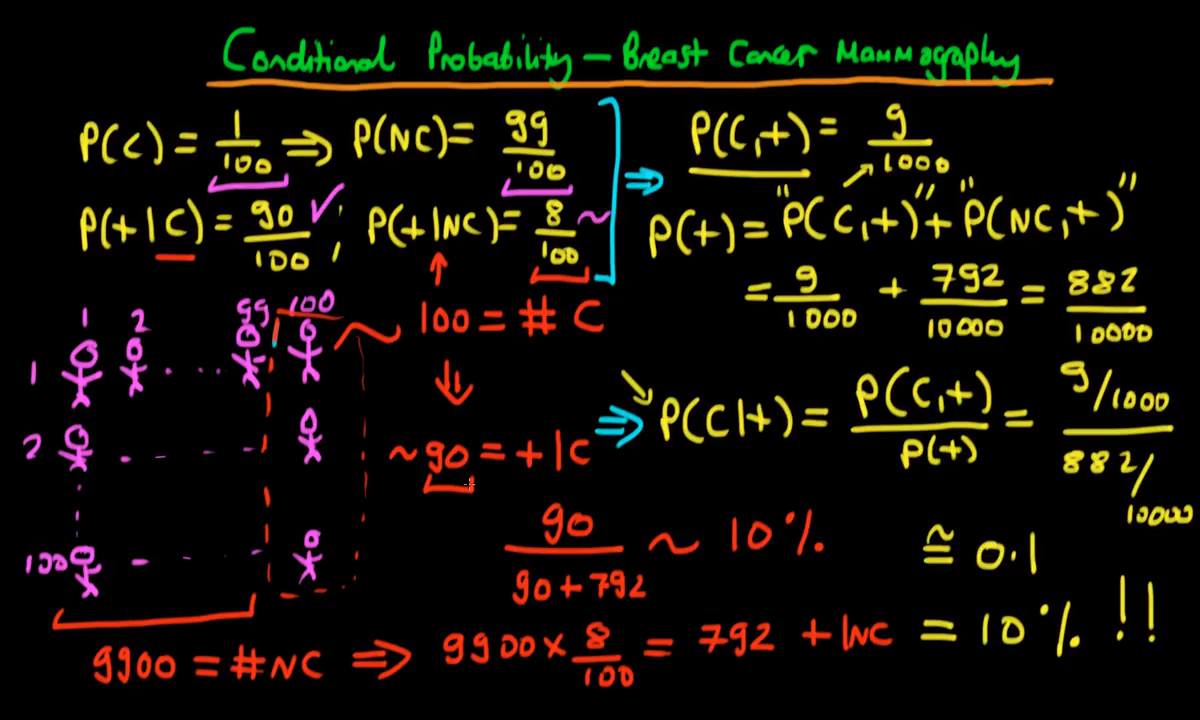 Conditional Probability – Breast Cancer Mammography
P(C) = 1/100 ⇒ P(NC) = 99/100
P(+|C) = 90/100 ✓ ; P(+|NC) = 8/100 ~
⇒ P(C,+) = 9/1000
P(+) = "P(C,+)" + "P(NC,+)"
= 9/1000 + 792/10000 = 882/10000
⇒ P(C|+) = P(C,+)/P(+) = 9/1000 / 882/10000
≅ 0.1
= 10% !!
1 2 . . . 99 100
1
2
100
100 = # C
⇓
~90 = +|C
90/90+792 ~ 10%
9900 = #NC ⇒ 9900 × 8/100 = 792 +|NC